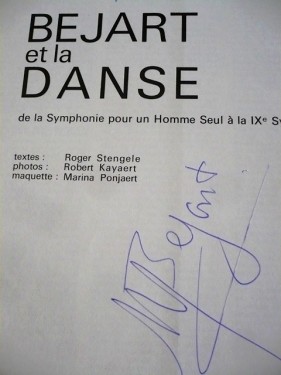 BEJART
et la
DANSE
de la Symphonie pour un Homme Seul à la IXe Sy
textes : Roger Stengele
photos : Robert Kayaert
maquette : Marina Ponjaert
MBejart